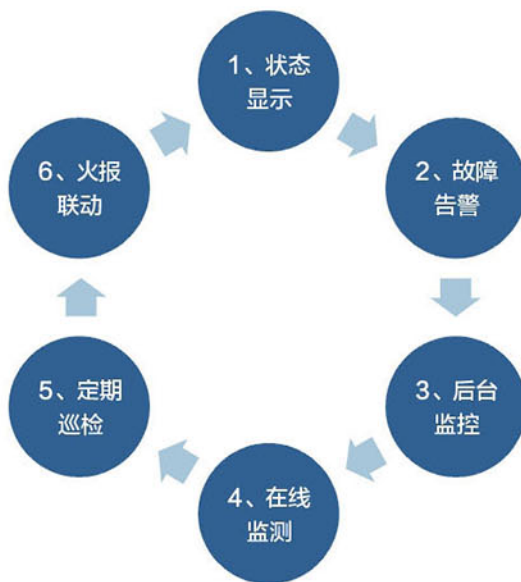 1、状态
显示
2、故障
告警
3、后台
监控
4、在线
监测
5、定期
巡检
6、火报
联动